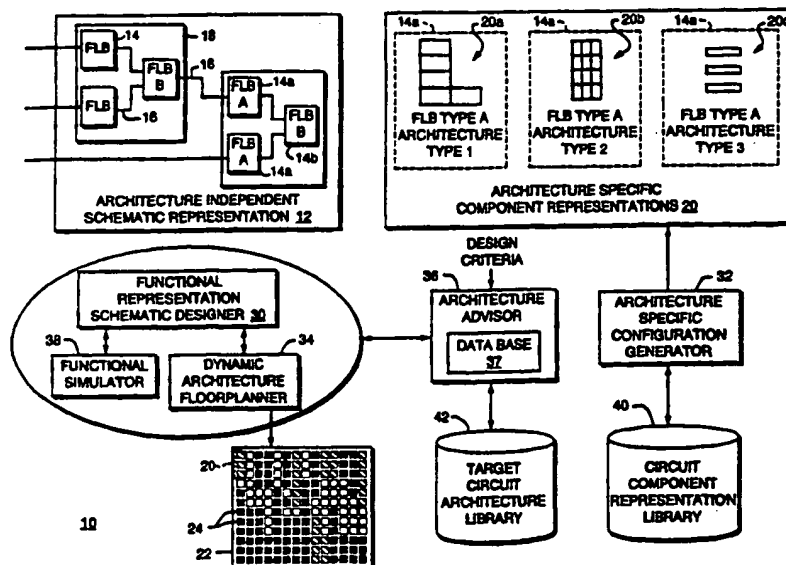 14
18
FLB
FLB
B
16
14a
FLB
16
FLB
A
FLB
B
FLB
A
14b
14a
ARCHITECTURE INDEPENDENT
SCHEMATIC REPRESENTATION 12
14a
20a
14a
20b
14a
FLB TYPE A
ARCHITECTURE
TYPE 1
FLB TYPE A
ARCHITECTURE
TYPE 2
FLB TYPE A
ARCHITECTURE
TYPE 3
ARCHITECTURE SPECIFIC
COMPONENT REPRESENTATIONS 20
DESIGN
CRITERIA
FUNCTIONAL
REPRESENTATION
SCHEMATIC DESIGNER 30
38
FUNCTIONAL
SIMULATOR
34
DYNAMIC
ARCHITECTURE
FLOORPLANNER
36
ARCHITECTURE
ADVISOR
DATA BASE
37
32
ARCHITECTURE
SPECIFIC
CONFIGURATION
GENERATOR
42
TARGET
CIRCUIT
ARCHITECTURE
LIBRARY
40
CIRCUIT
COMPONENT
REPRESENTATION
LIBRARY
20
24
22
10